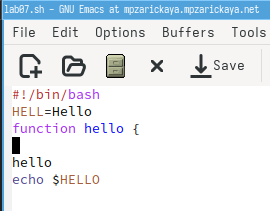 lab07.sh – GNU Emacs at mpzarickaya.mpzarickaya.net
File Edit Options Buffers Tools
Save
#!/bin/bash
HELL=Hello
function hello {
hello
echo $HELLO